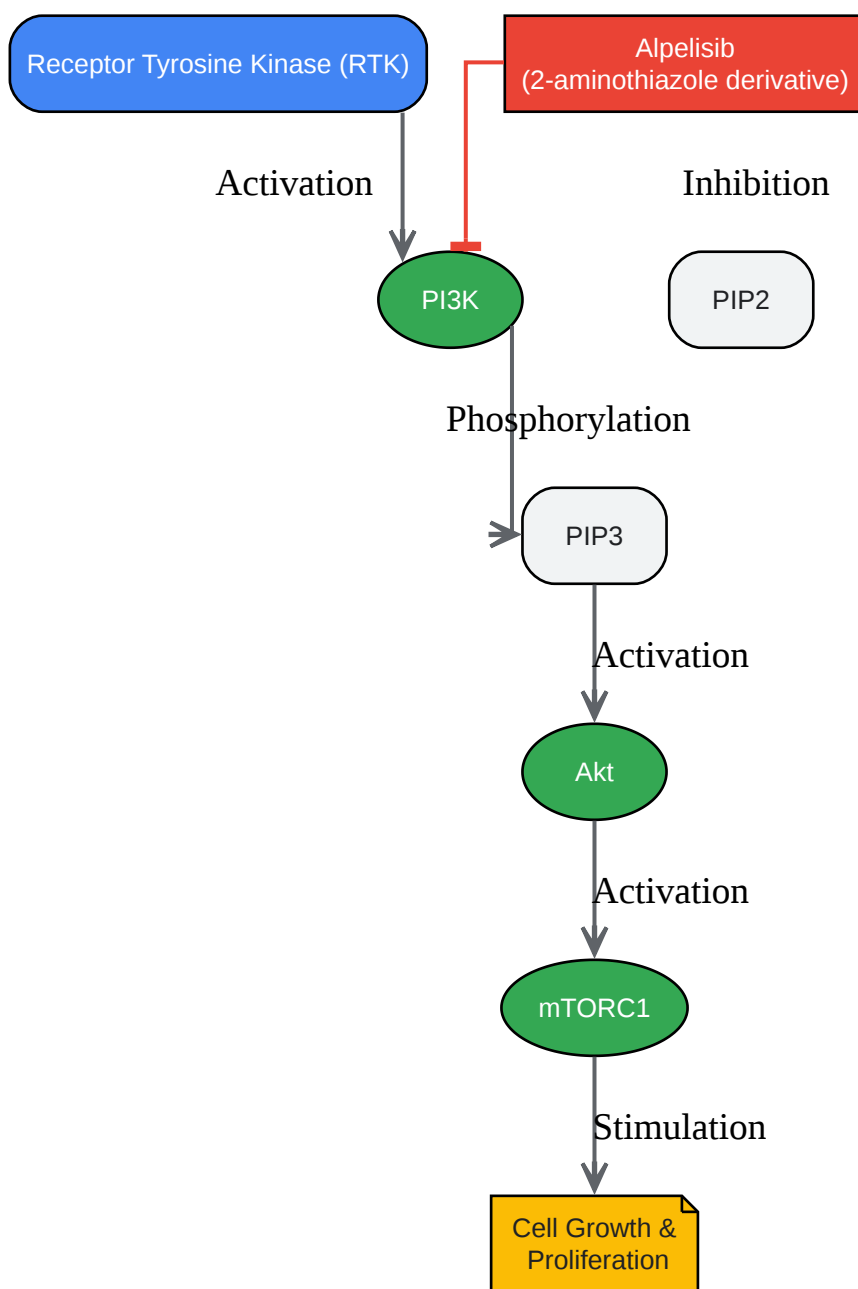 Receptor Tyrosine Kinase (RTK)
Alpelisib
(2-aminothiazole derivative)
Activation
Inhibition
PI3K
PIP2
Phosphorylation
PIP3
Activation
Akt
Activation
mTORC1
Stimulation
Cell Growth &
Proliferation